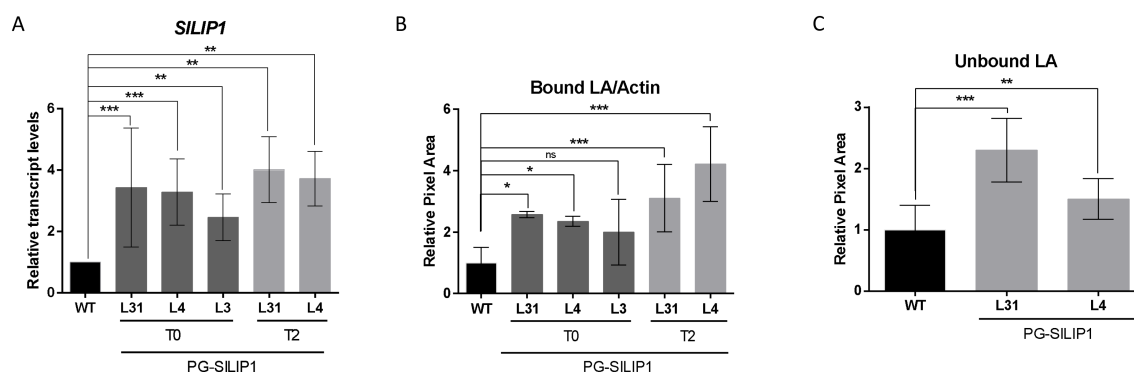 A
SlLIP1
**
**
**
***
***
Relative transcript levels
8
6
4
2
0
WT
L31
L4
L3
L31
L4
T0
T2
PG-SlLIP1
B
Bound LA/Actin
***
***
ns
*
*
Relative Pixel Area
6
4
2
0
WT
L31
L4
L3
L31
L4
T0
T2
PG-SlLIP1
C
Unbound LA
**
***
Relative Pixel Area
3
2
1
0
WT
L31
L4
PG-SlLIP1